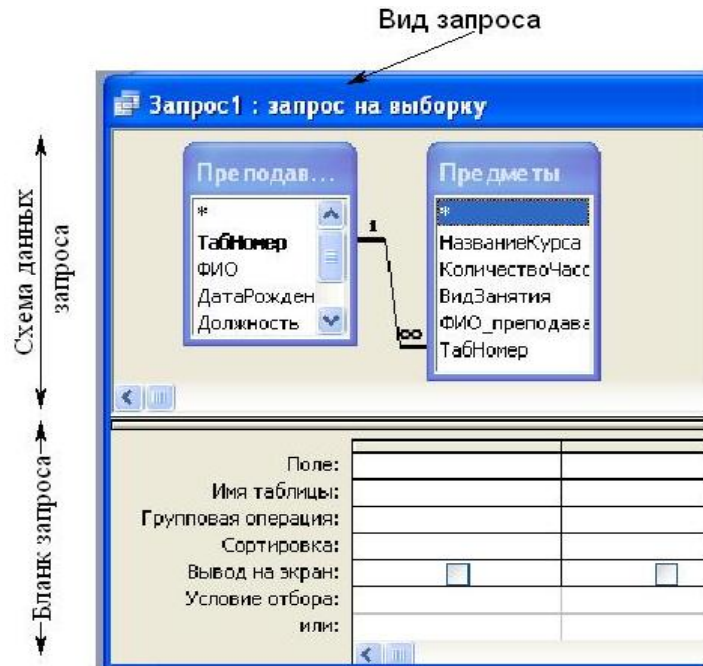 Вид запроса
Запрос1 : запрос на выборку
Схема данных
запроса
Преподав...
*
ТабНомер
ФИО
ДатаРожден
Должность
1
∞
Предметы
*
НазваниеКурса
КоличествоЧасс
ВидЗанятия
ФИО_преподава
ТабНомер
Бланк запроса
Поле:
Имя таблицы:
Групповая операция:
Сортировка:
Вывод на экран:
Условие отбора:
или: